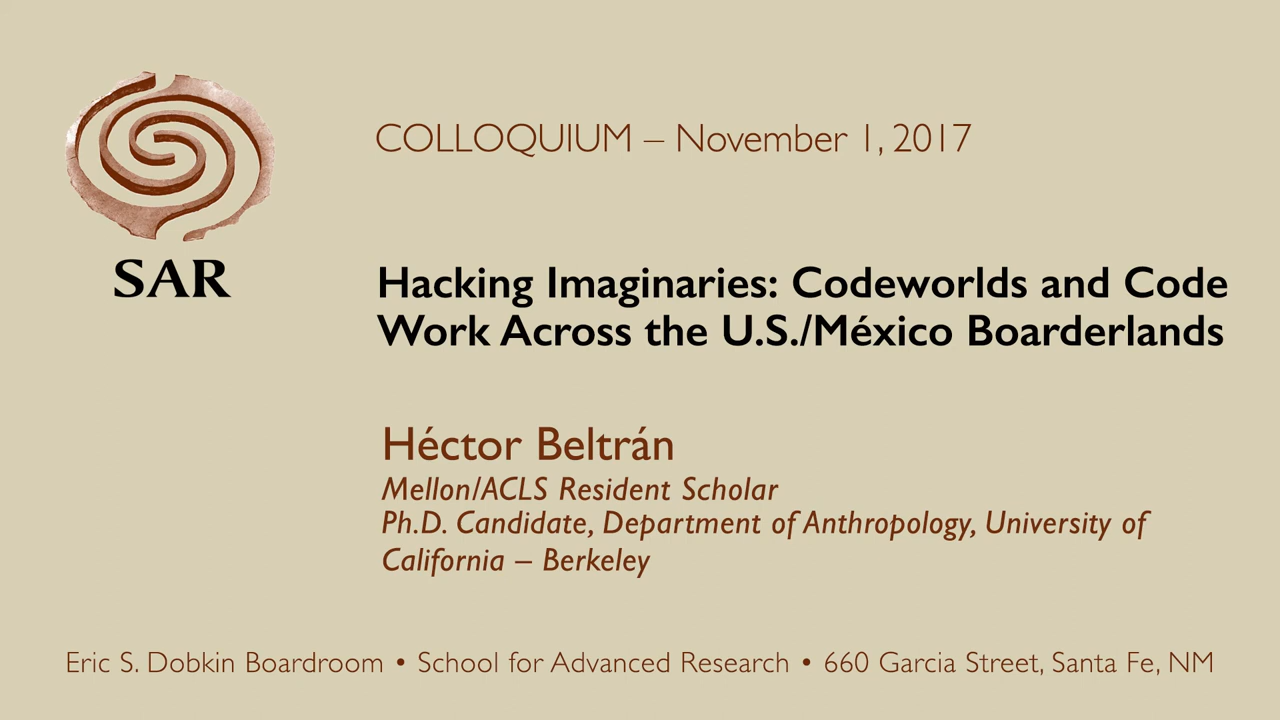 COLLOQUIUM – November 1, 2017
SAR
Hacking Imaginaries: Codeworlds and Code
Work Across the U.S./México Boarderlands
Héctor Beltrán
Mellon/ACLS Resident Scholar
Ph.D. Candidate, Department of Anthropology, University of
California – Berkeley
Eric S. Dobkin Boardroom • School for Advanced Research • 660 Garcia Street, Santa Fe, NM